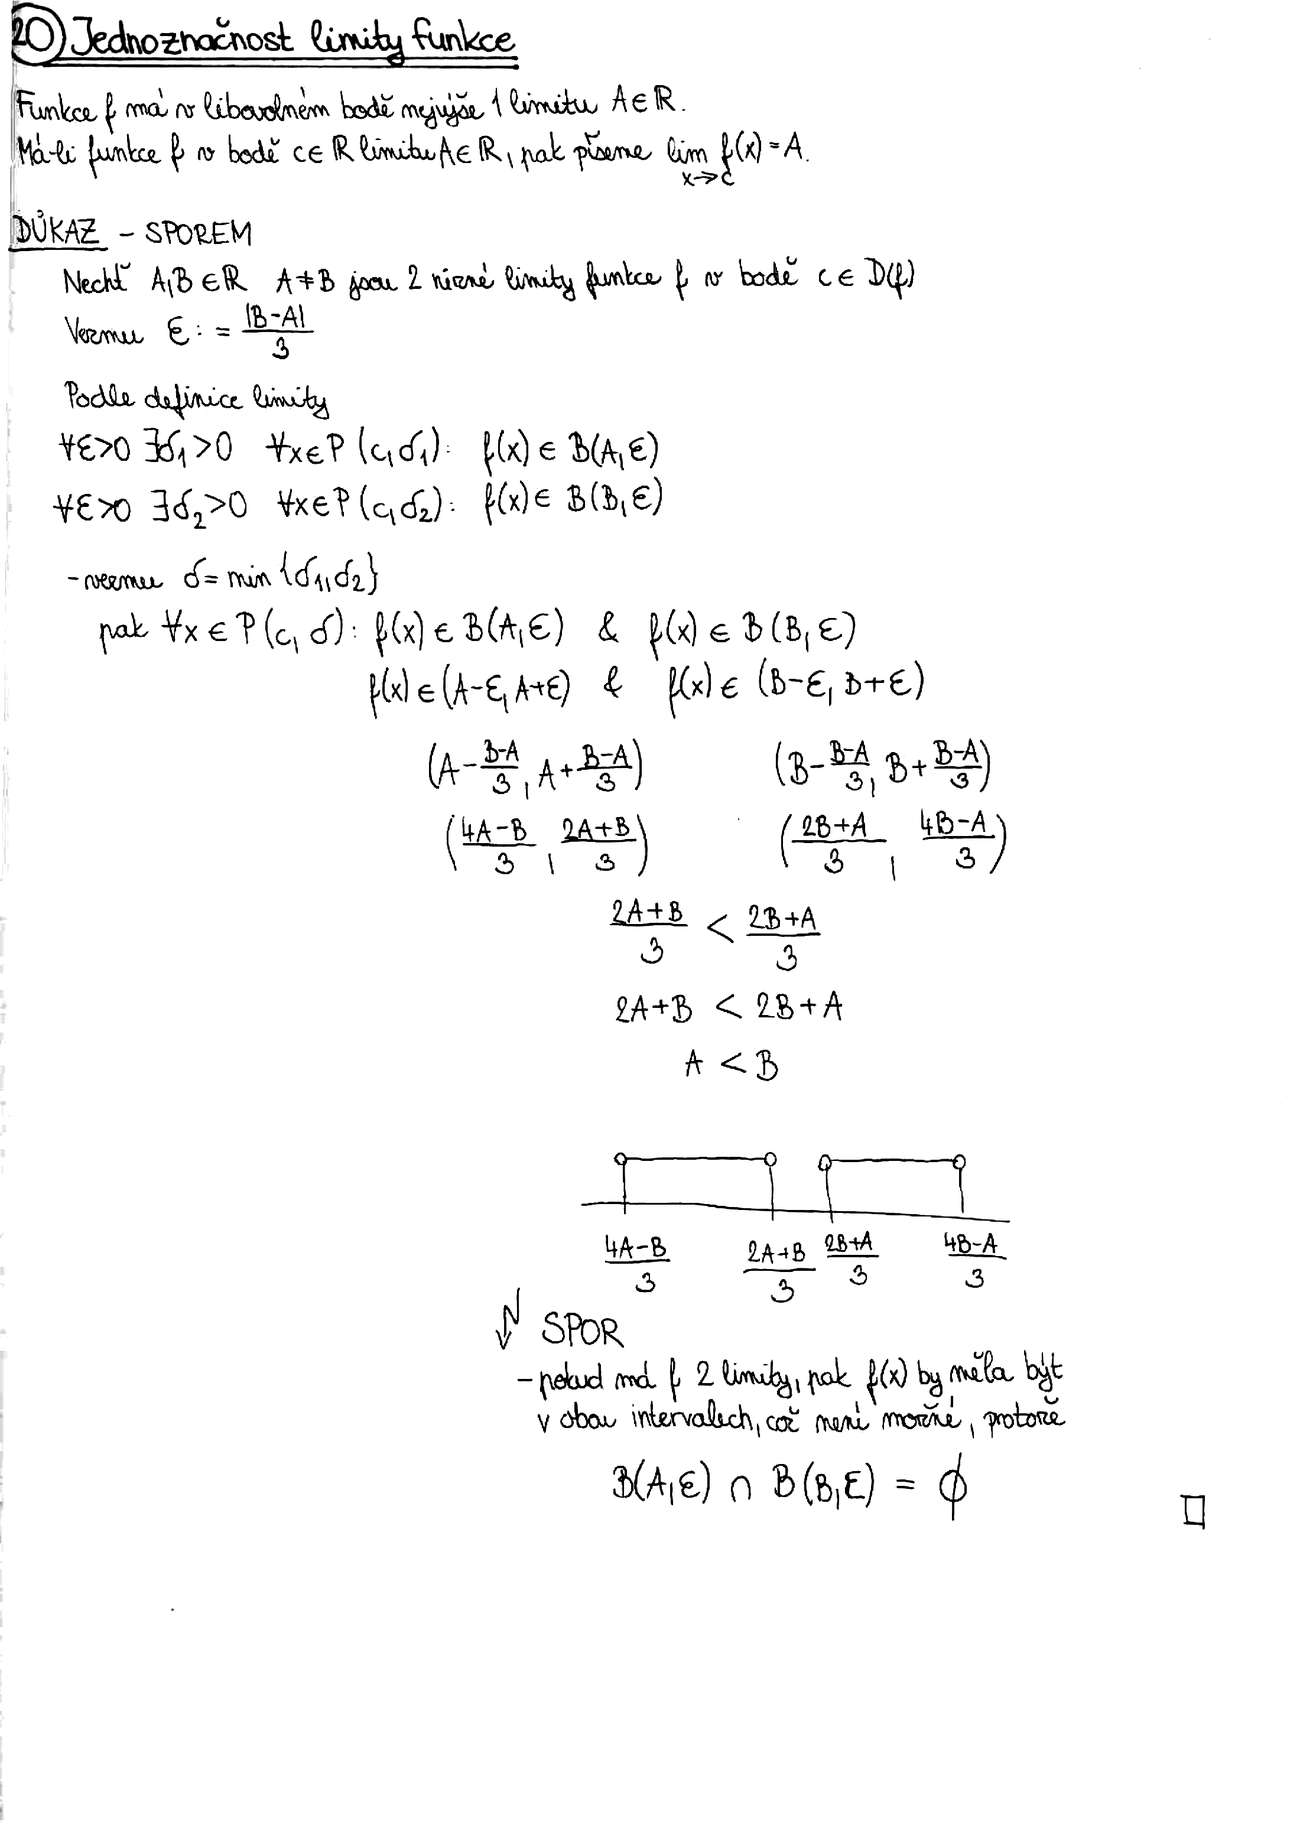 20) Jednoznačnost limity funkce
Funkce f má v libovolném bodě nejvýše 1 limitu A∈ℝ.
Má-li funkce f v bodě c∈ℝ limitu A∈ℝ, pak píšeme lim f(x)=A.
x→c
DŮKAZ – SPOREM
Nechť A,B∈ℝ A≠B jsou 2 různé limity funkce f v bodě c∈D(f)
Vezmu ε:= |B-A|/3
Podle definice limity
∀ε>0 ∃δ₁>0 ∀x∈P(c,δ₁): f(x)∈B(A,ε)
∀ε>0 ∃δ₂>0 ∀x∈P(c,δ₂): f(x)∈B(B,ε)
-vezmu δ=min{δ₁,δ₂}
pak ∀x∈P(c,δ): f(x)∈B(A,ε) & f(x)∈B(B,ε)
f(x)∈(A-ε,A+ε) & f(x)∈(B-ε,B+ε)
(A-(B-A)/3, A+(B-A)/3) (B-(B-A)/3, B+(B-A)/3)
((4A-B)/3, (2A+B)/3) ((2B+A)/3, (4B-A)/3)
(2A+B)/3 < (2B+A)/3
2A+B < 2B+A
A < B
(4A-B)/3 (2A+B)/3 (2B+A)/3 (4B-A)/3
SPOR
-pokud má f 2 limity, pak f(x) by měla být
v obou intervalech, což není možné, protože
B(A,ε) ∩ B(B,ε) = ∅
□